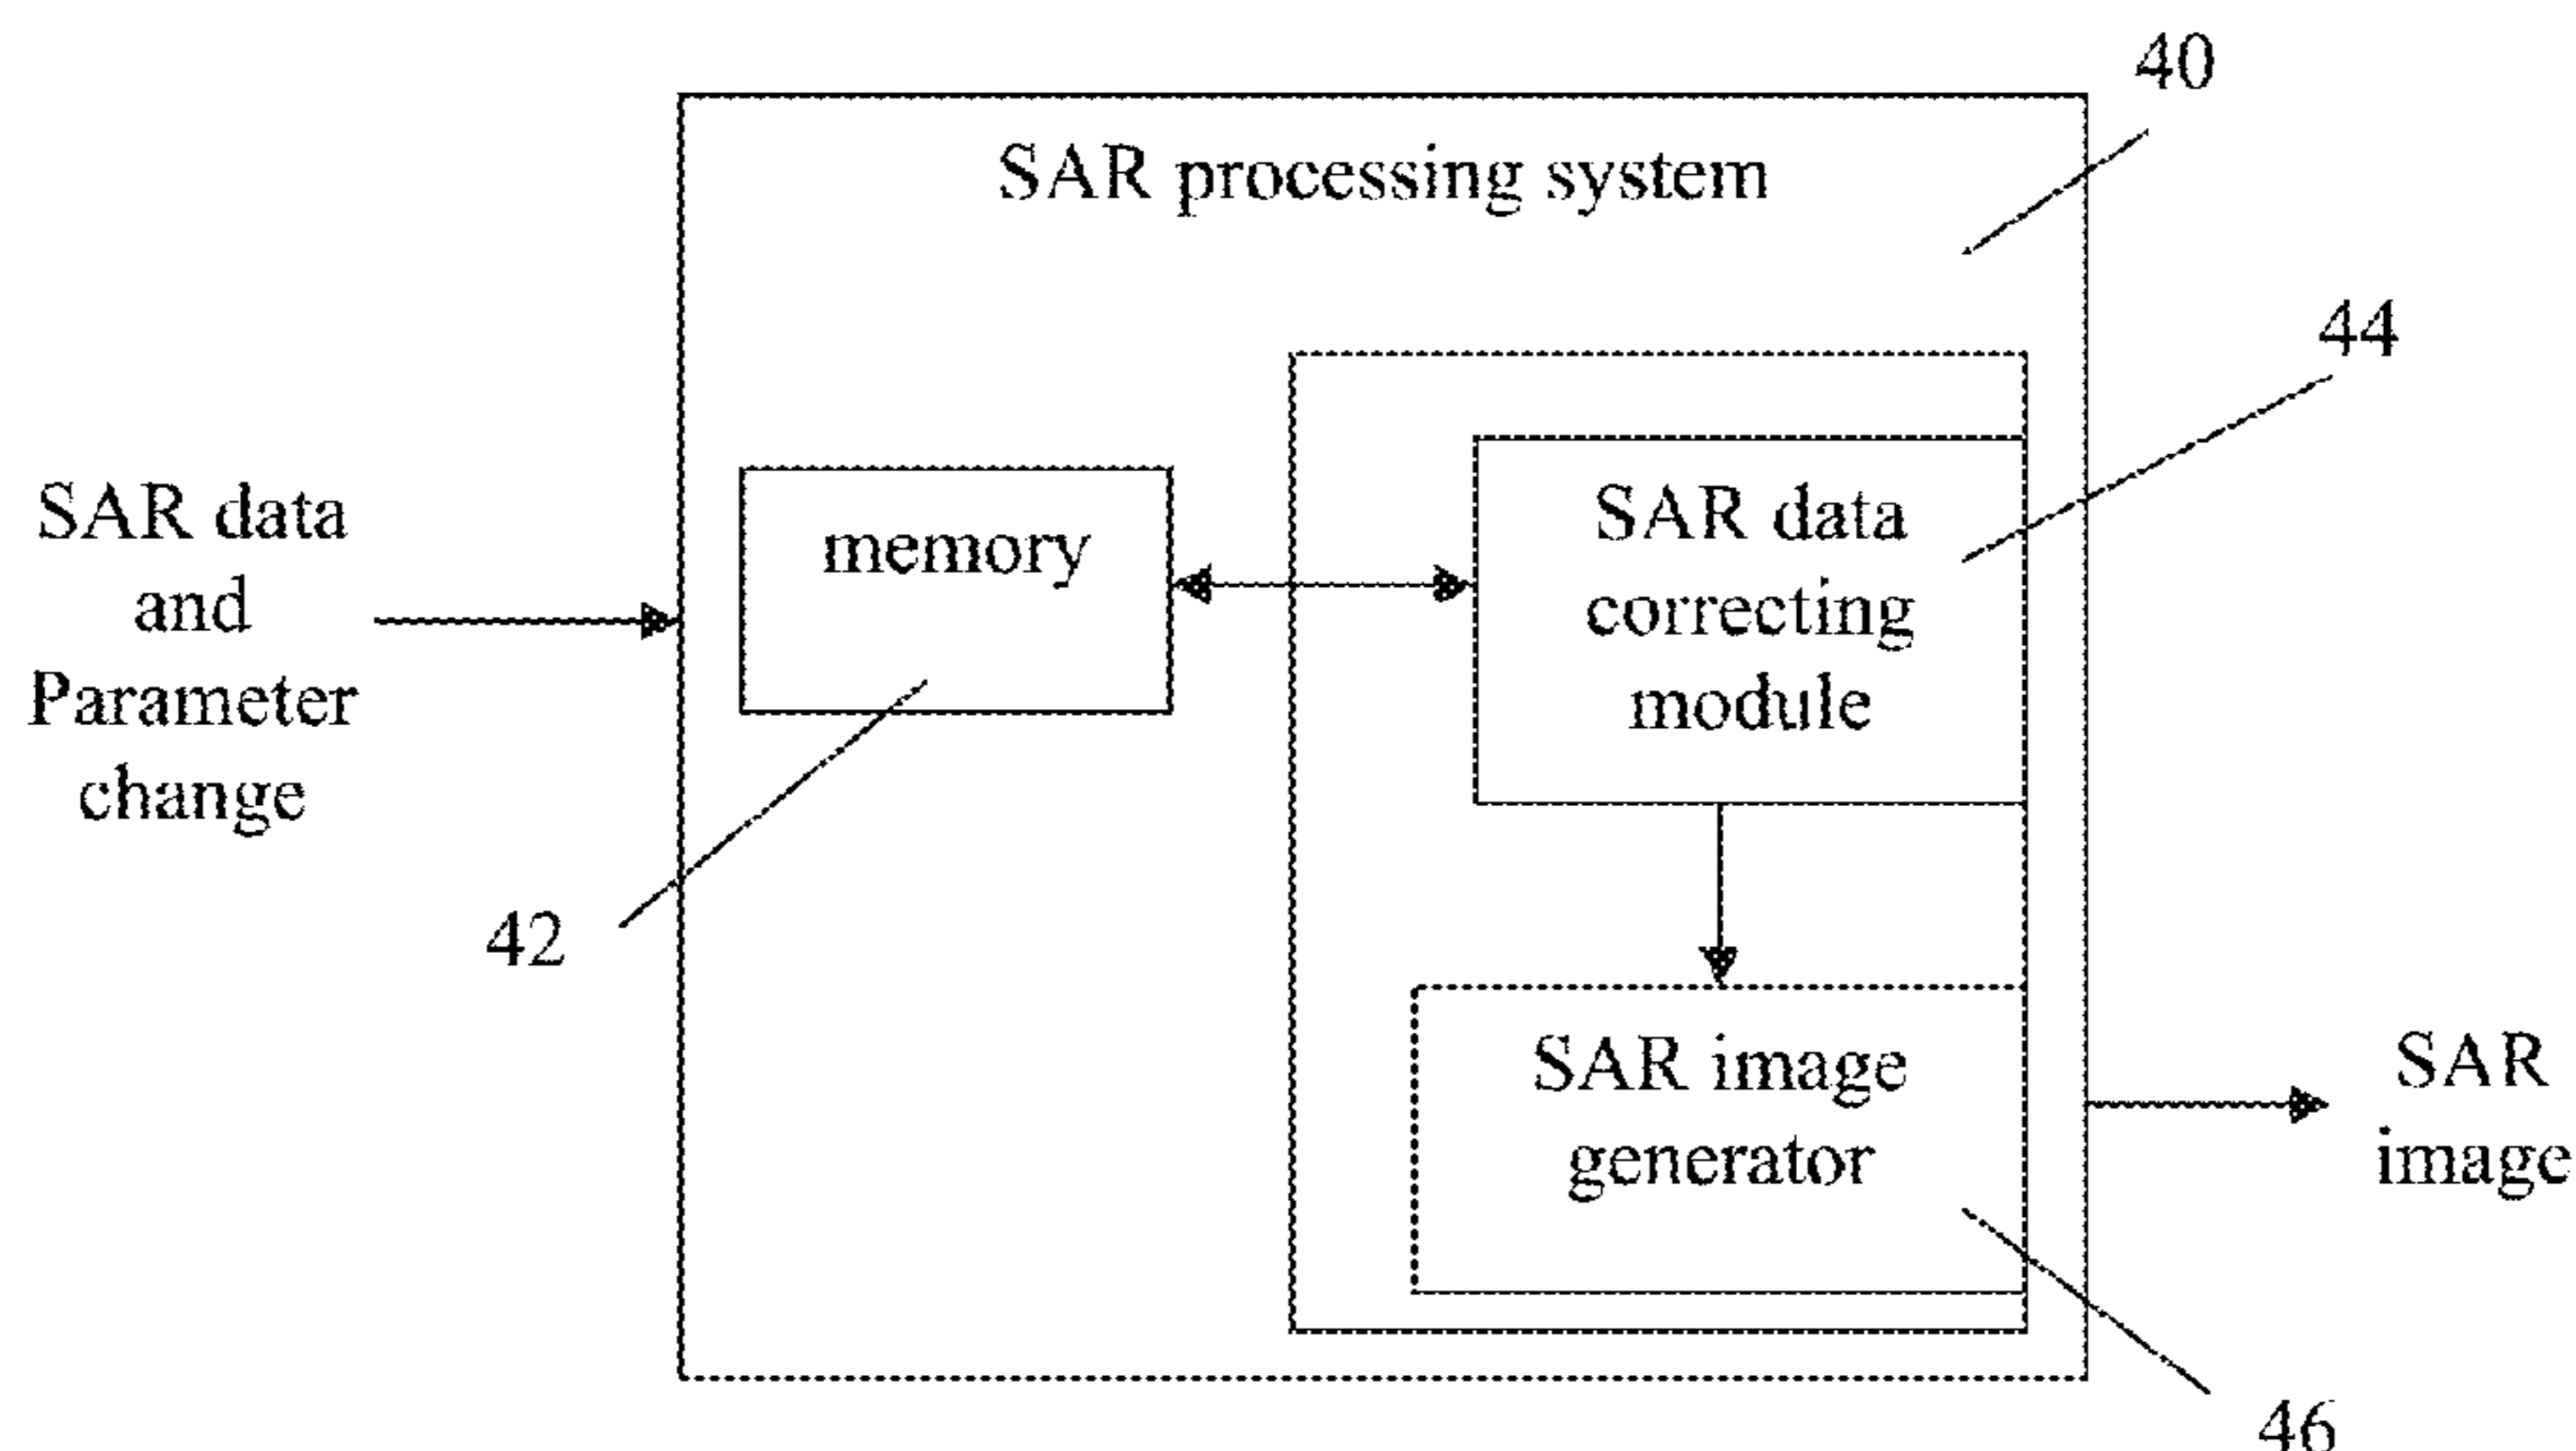 40
SAR processing system
44
SAR data
and
Parameter
change
memory
SAR data
correcting
module
42
SAR image
generator
SAR
image
46